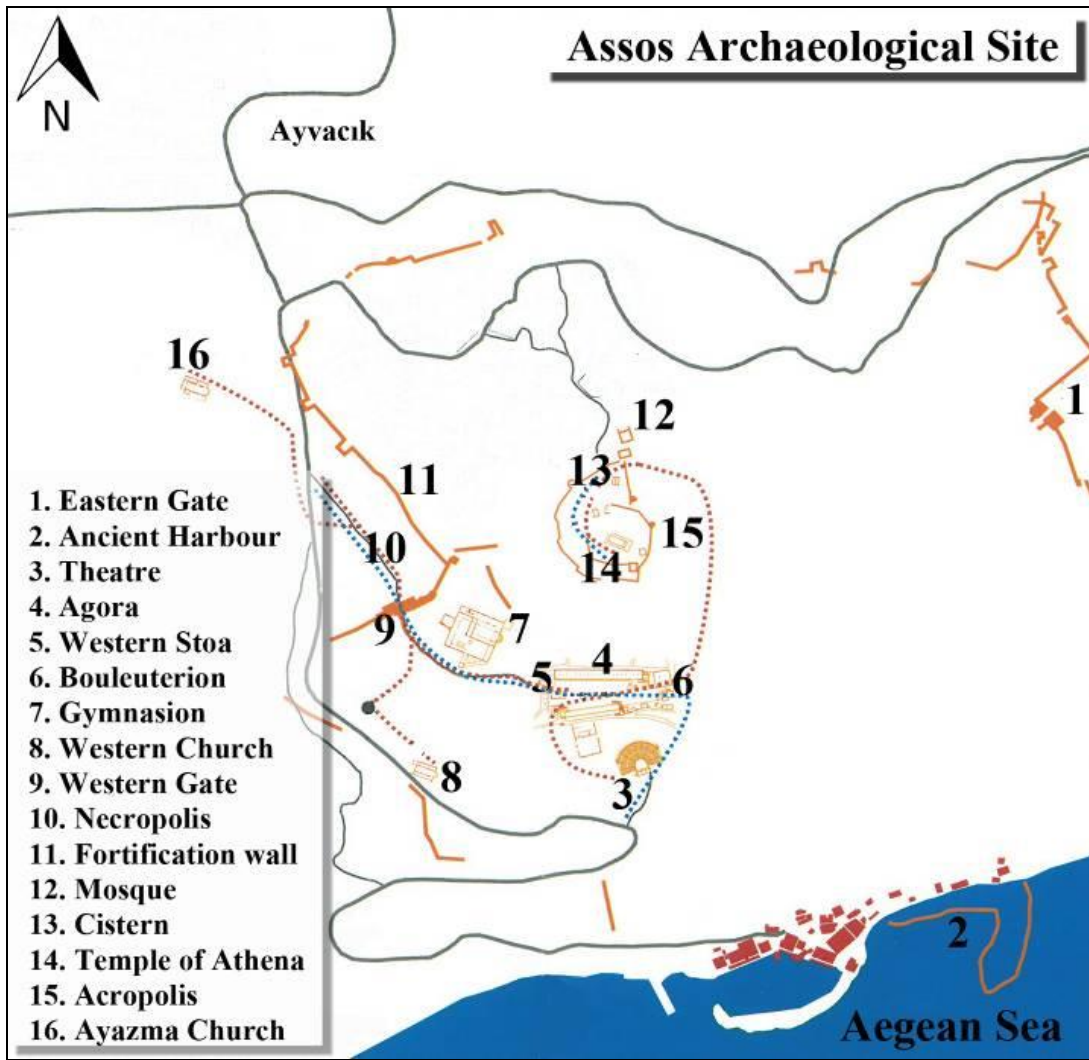 Assos Archaeological Site
N
Ayvacık
16
12
1
13
11
15
10
14
9
7
4
5
6
8
3
2
Aegean Sea
1. Eastern Gate
2. Ancient Harbour
3. Theatre
4. Agora
5. Western Stoa
6. Bouleuterion
7. Gymnasion
8. Western Church
9. Western Gate
10. Necropolis
11. Fortification wall
12. Mosque
13. Cistern
14. Temple of Athena
15. Acropolis
16. Ayazma Church